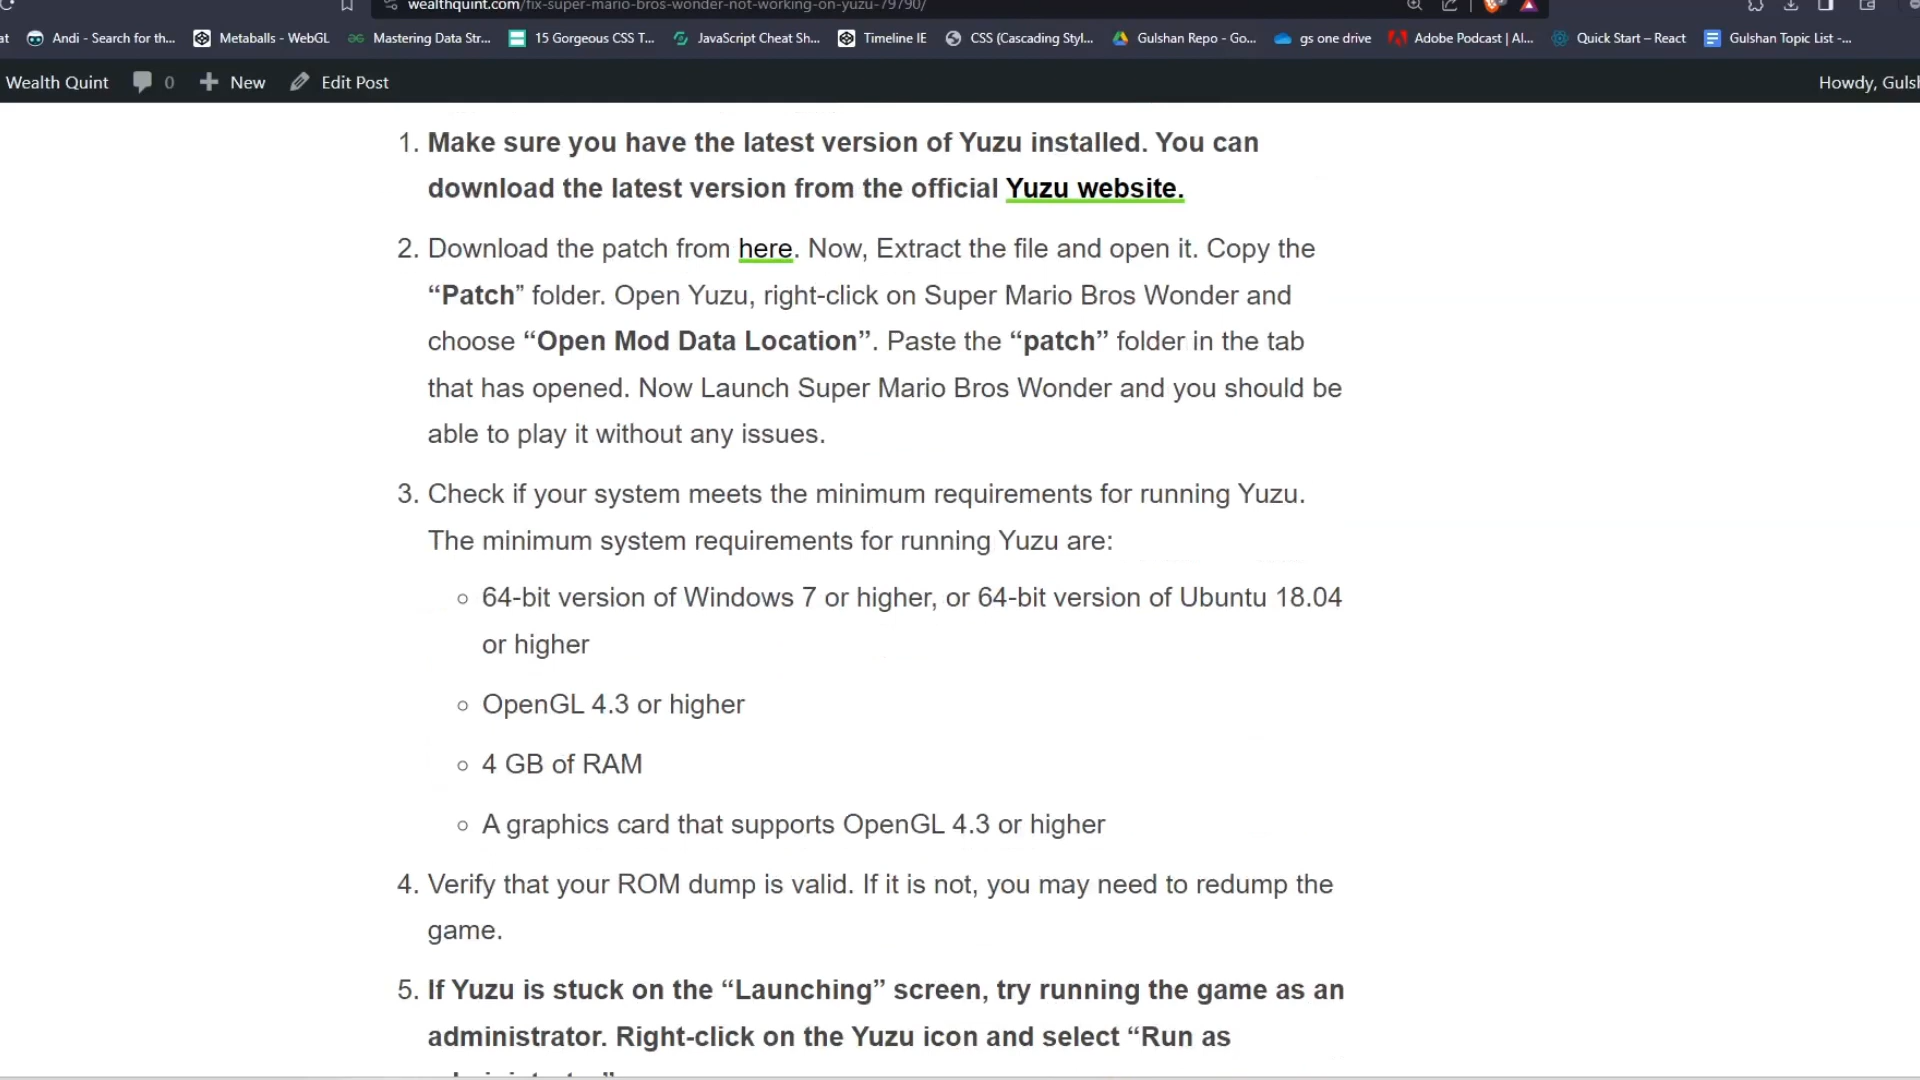 wealthquint.com/fix-super-mario-bros-wonder-not-working-on-yuzu-79790/
at Andi - Search for th... Metaballs - WebGL Mastering Data Str... 15 Gorgeous CSS T... JavaScript Cheat Sh... Timeline IE CSS (Cascading Styl... Gulshan Repo - Go... gs one drive Adobe Podcast | AI... Quick Start – React Gulshan Topic List -...
Wealth Quint 0 New Edit Post Howdy, Gulsh
1. Make sure you have the latest version of Yuzu installed. You can
download the latest version from the official Yuzu website.
2. Download the patch from here. Now, Extract the file and open it. Copy the
“Patch” folder. Open Yuzu, right-click on Super Mario Bros Wonder and
choose “Open Mod Data Location”. Paste the “patch” folder in the tab
that has opened. Now Launch Super Mario Bros Wonder and you should be
able to play it without any issues.
3. Check if your system meets the minimum requirements for running Yuzu.
The minimum system requirements for running Yuzu are:
64-bit version of Windows 7 or higher, or 64-bit version of Ubuntu 18.04
or higher
OpenGL 4.3 or higher
4 GB of RAM
A graphics card that supports OpenGL 4.3 or higher
4. Verify that your ROM dump is valid. If it is not, you may need to redump the
game.
5. If Yuzu is stuck on the “Launching” screen, try running the game as an
administrator. Right-click on the Yuzu icon and select “Run as